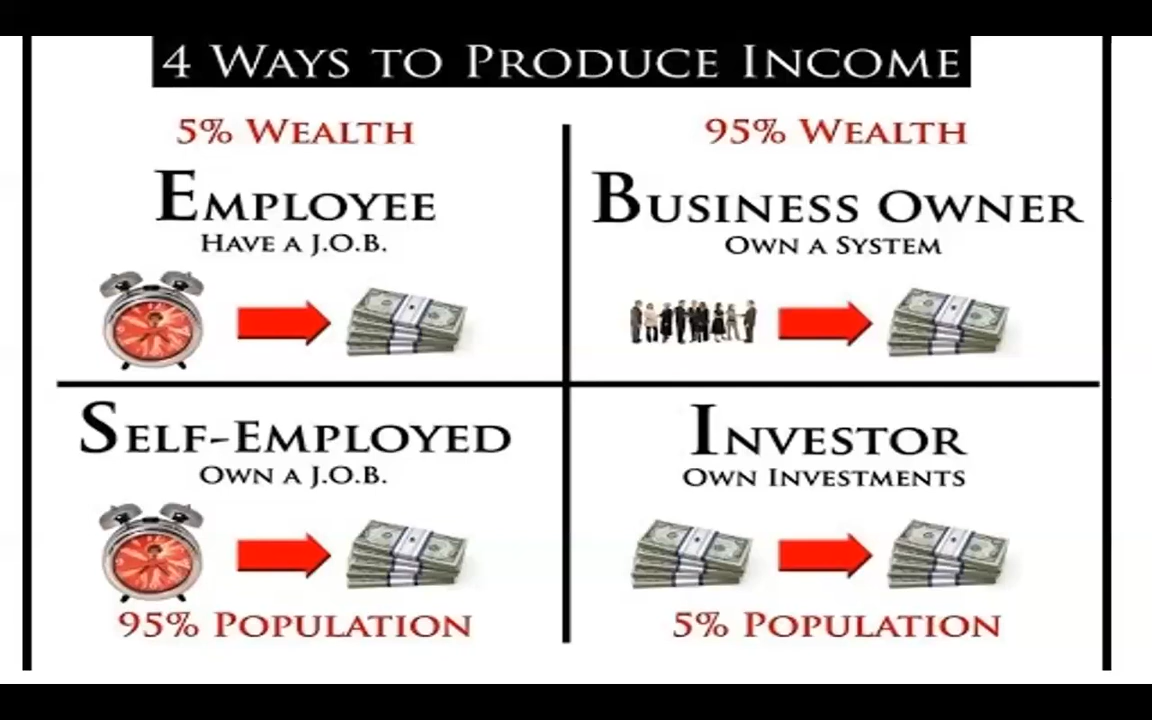 4 Ways to Produce Income
5% Wealth
Employee
Have a J.O.B.
95% Wealth
Business Owner
Own a System
Self-Employed
Own a J.O.B.
95% Population
Investor
Own Investments
5% Population